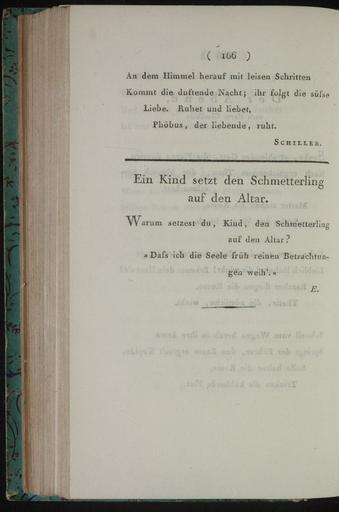 ( 166 )
An dem Himmel herauf mit leisen Schritten
Kommt die duftende Nacht; ihr folgt die süſse
Liebe. Ruhet und liebet,
Phöbus, der liebende, ruht.
SCHILLER.
Ein Kind setzt den Schmetterling
auf den Altar.
Warum setzest du, Kind, den Schmetterling
auf den Altar?
»Daſs ich die Seele früh reinen Betrachtun-
gen weih'.«
E.